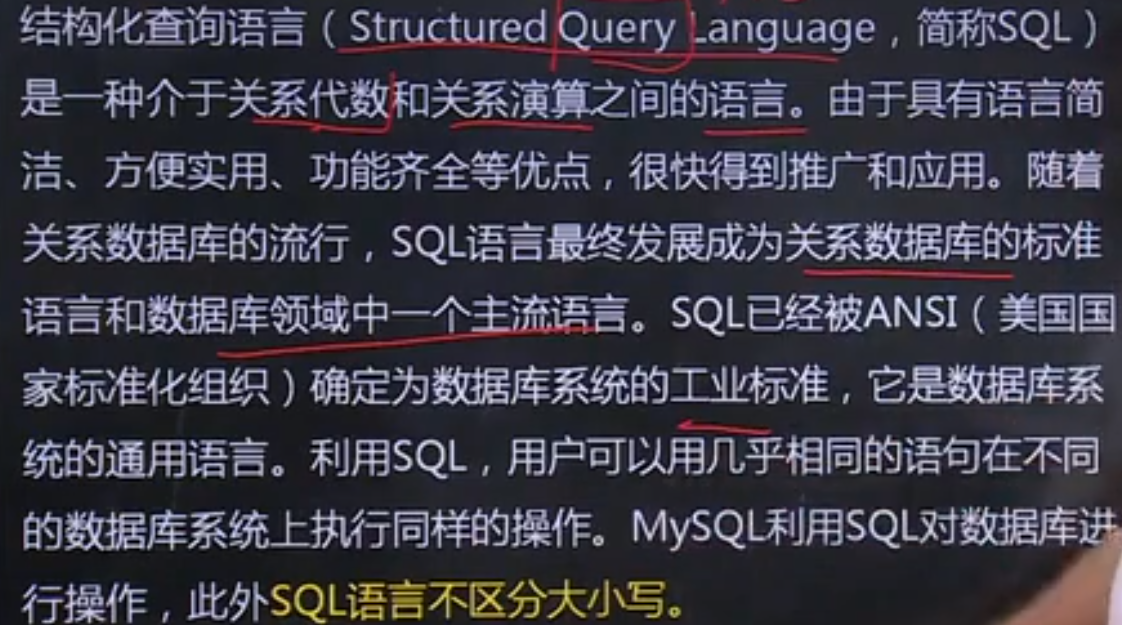 结构化查询语言（Structured Query Language，简称SQL）
是一种介于关系代数和关系演算之间的语言。由于具有语言简
洁、方便实用、功能齐全等优点，很快得到推广和应用。随着
关系数据库的流行，SQL语言最终发展成为关系数据库的标准
语言和数据库领域中一个主流语言。SQL已经被ANSI（美国国
家标准化组织）确定为数据库系统的工业标准，它是数据库系
统的通用语言。利用SQL，用户可以用几乎相同的语句在不同
的数据库系统上执行同样的操作。MySQL利用SQL对数据库进
行操作，此外SQL语言不区分大小写。